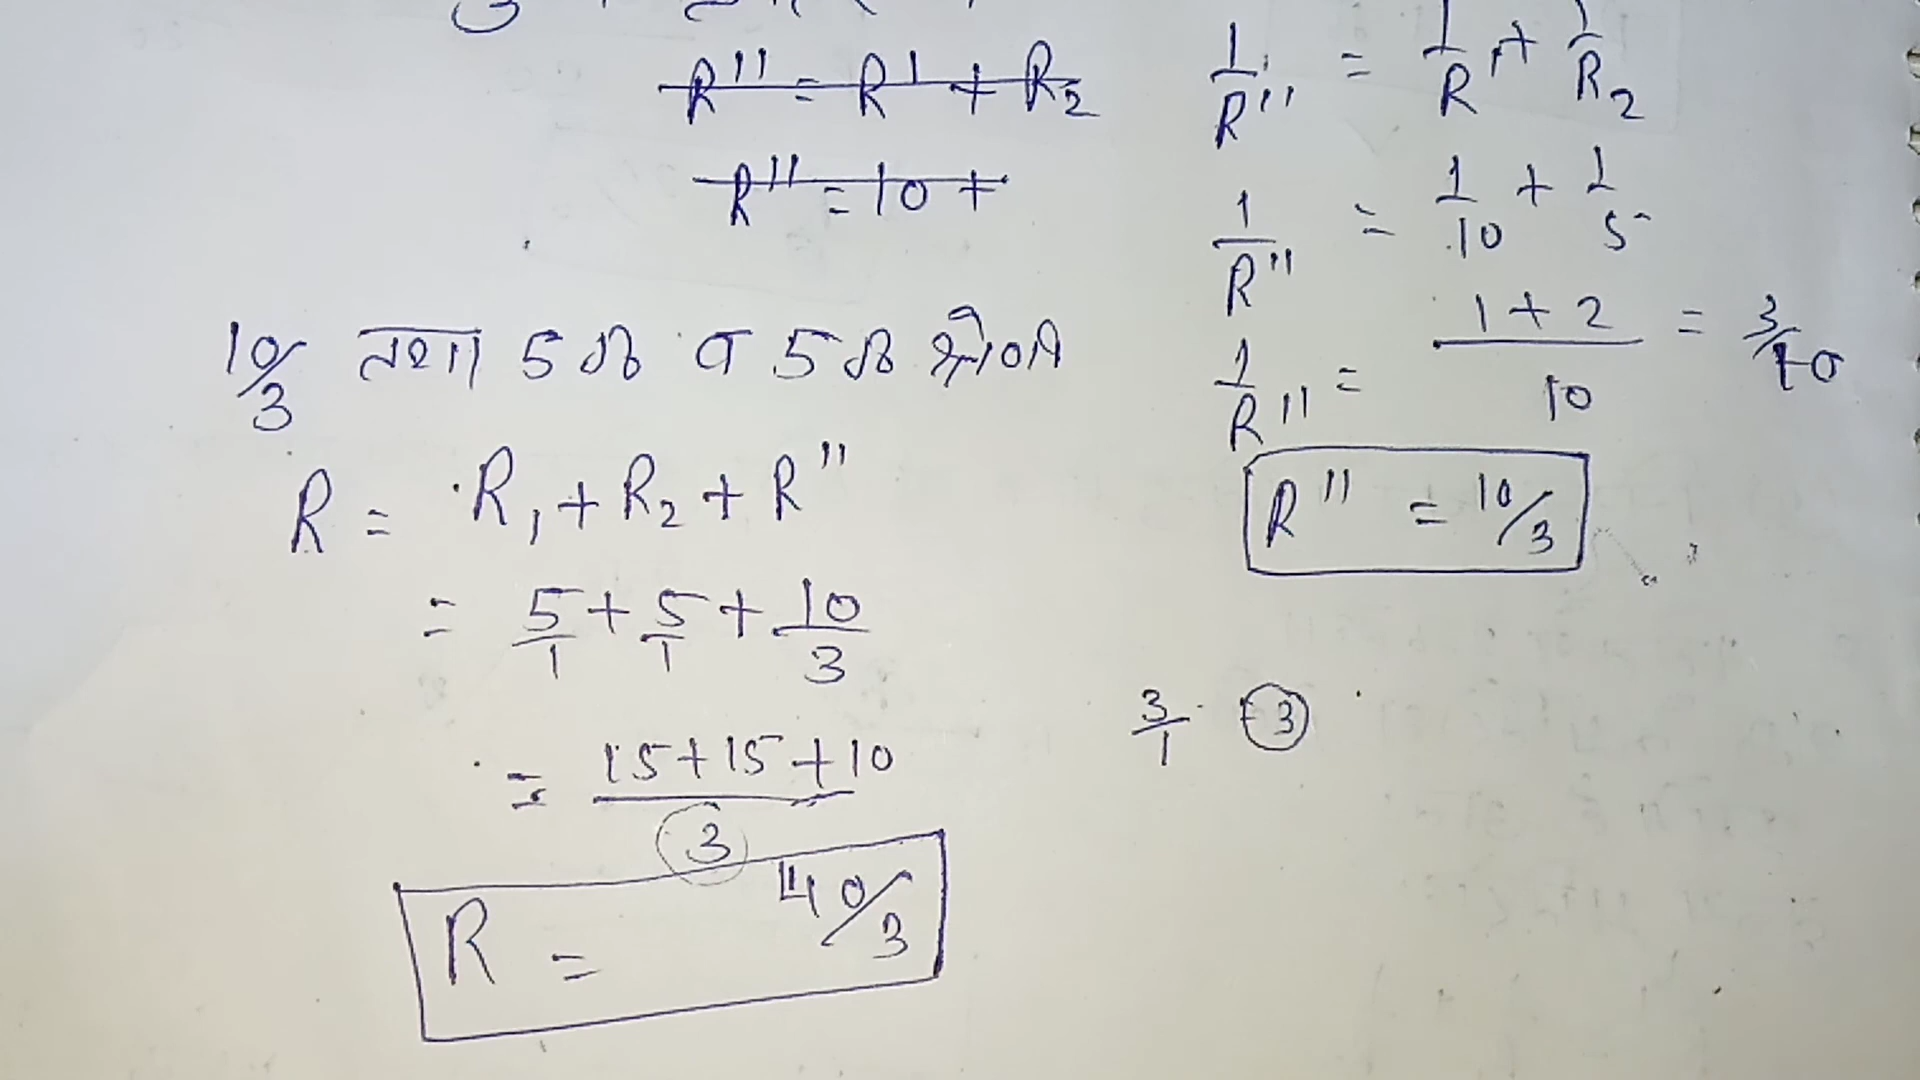 R'' = R' + R₂
R'' = 10 +
10/3 तथा 5Ω व 5Ω श्रेणी
R = R₁ + R₂ + R''
= 5/1 + 5/1 + 10/3
= 15+15+10 / 3
R = 40/3
1/R'' = 1/R₁ + 1/R₂
1/R'' = 1/10 + 1/5
1/R'' = 1+2 / 10 = 3/10
R'' = 10/3
3/1 = 3